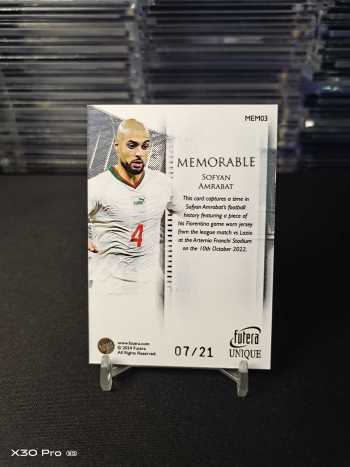 MEM03
MEMORABLE
SOFYAN
AMRABAT
This card captures a time in
Sofyan Amrabat's football
history featuring a piece of
his Fiorentina game worn jersey
from the league match vs Lazio
at the Artemio Franchi Stadium
on the 10th October 2022.
4
www.futera.com
© 2024 Futera
All Rights Reserved.
07/21
futera
UNIQUE
X30 Pro